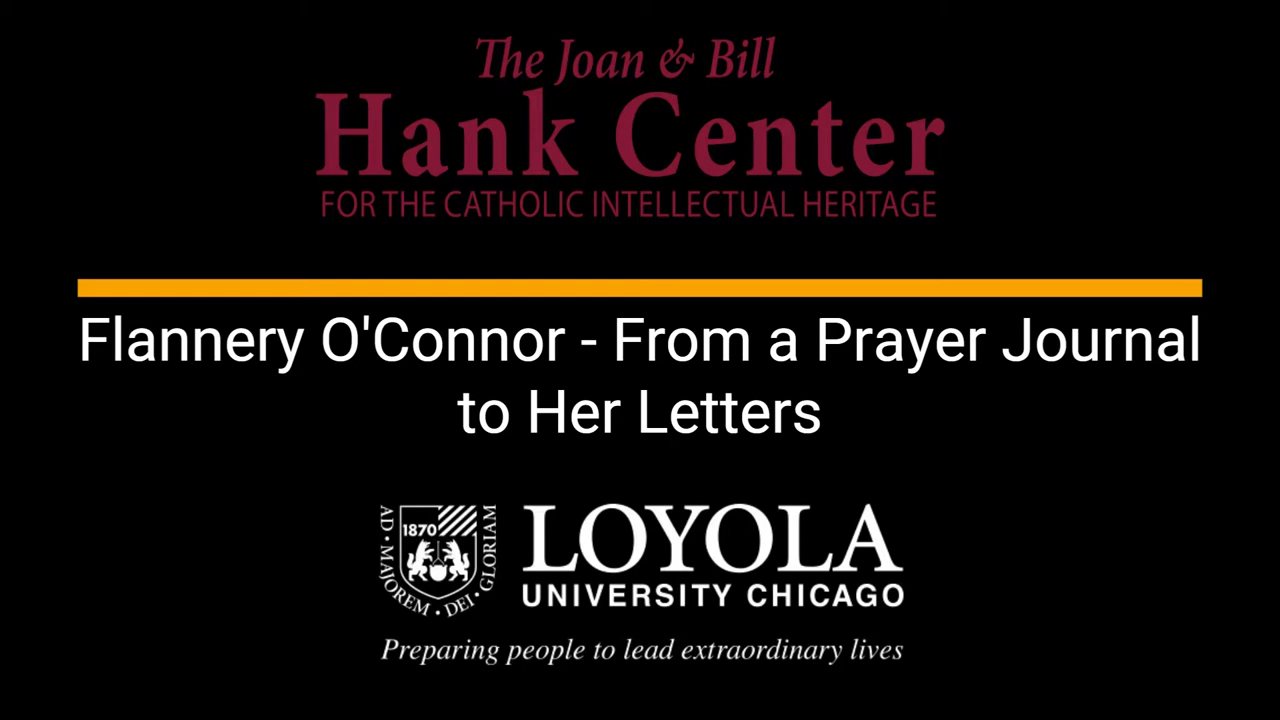 The Joan & Bill
Hank Center
FOR THE CATHOLIC INTELLECTUAL HERITAGE
Flannery O'Connor - From a Prayer Journal
to Her Letters
1870
AD • MAJOREM • DEI • GLORIAM
LOYOLA
UNIVERSITY CHICAGO
Preparing people to lead extraordinary lives